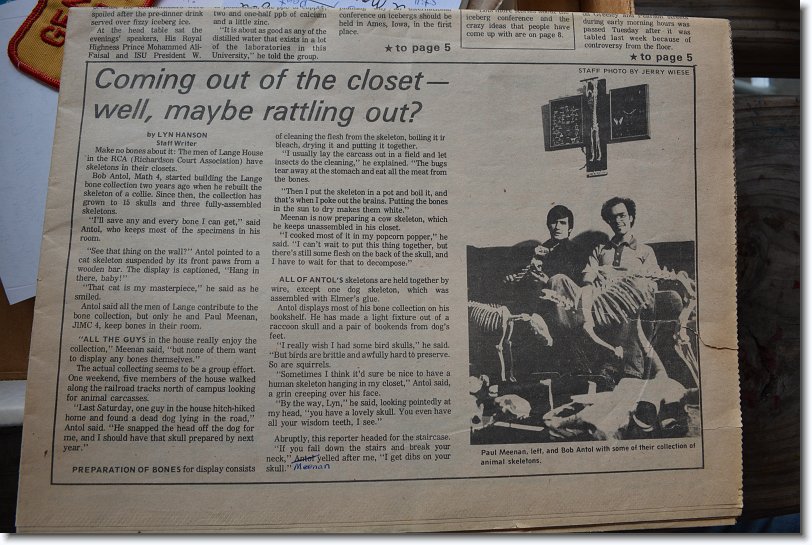 spoiled after the pre-dinner drink
served over fizzy iceberg ice.
At the head table sat the
evenings' speakers, His Royal
Highness Prince Mohammed Al-
Faisal and ISU President W.
two and one-half ppb of calcium
and a little zinc.
"It is about as good as any of the
distilled water that exists in a lot
of the laboratories in this
University," he told the group.
conference on icebergs should be
held in Ames, Iowa, in the first
place.
★to page 5
iceberg conference and the
crazy ideas that people have
come up with are on page 8.
during early morning hours was
passed Tuesday after it was
tabled last week because of
controversy from the floor.
★to page 5
Coming out of the closet—
well, maybe rattling out?
by LYN HANSON
Staff Writer
Make no bones about it: The men of Lange House
in the RCA (Richardson Court Association) have
skeletons in their closets.
Bob Antol, Math 4, started building the Lange
bone collection two years ago when he rebuilt the
skeleton of a collie. Since then, the collection has
grown to 15 skulls and three fully-assembled
skeletons.
"I'll save any and every bone I can get," said
Antol, who keeps most of the specimens in his
room.
"See that thing on the wall?" Antol pointed to a
cat skeleton suspended by its front paws from a
wooden bar. The display is captioned, "Hang in
there, baby!"
"That cat is my masterpiece," he said as he
smiled.
Antol said all the men of Lange contribute to the
bone collection, but only he and Paul Meenan,
JlMC 4, keep bones in their room.
"ALL THE GUYS in the house really enjoy the
collection," Meenan said, "but none of them want
to display any bones themselves."
The actual collecting seems to be a group effort.
One weekend, five members of the house walked
along the railroad tracks north of campus looking
for animal carcasses.
"Last Saturday, one guy in the house hitch-hiked
home and found a dead dog lying in the road,"
Antol said. "He snapped the head off the dog for
me, and I should have that skull prepared by next
year."
PREPARATION OF BONES for display consists
of cleaning the flesh from the skeleton, boiling it in
bleach, drying it and putting it together.
"I usually lay the carcass out in a field and let
insects do the cleaning," he explained. "The bugs
tear away at the stomach and eat all the meat from
the bones.
"Then I put the skeleton in a pot and boil it, and
that's when I poke out the brains. Putting the bones
in the sun to dry makes them white."
Meenan is now preparing a cow skeleton, which
he keeps unassembled in his closet.
"I cooked most of it in my popcorn popper," he
said. "I can't wait to put this thing together, but
there's still some flesh on the back of the skull, and
I have to wait for that to decompose."
ALL OF ANTOL'S skeletons are held together by
wire, except one dog skeleton, which was
assembled with Elmer's glue.
Antol displays most of his bone collection on his
bookshelf. He has made a light fixture out of a
raccoon skull and a pair of bookends from dog's
feet.
"I really wish I had some bird skulls," he said.
"But birds are brittle and awfully hard to preserve.
So are squirrels.
"Sometimes I think it'd sure be nice to have a
human skeleton hanging in my closet," Antol said,
a grin creeping over his face.
"By the way, Lyn," he said, looking pointedly at
my head, "you have a lovely skull. You even have
all your wisdom teeth, I see."
Abruptly, this reporter headed for the staircase.
"If you fall down the stairs and break your
neck," Antol yelled after me, "I get dibs on your
skull." Meenan
STAFF PHOTO BY JERRY WIESE
Paul Meenan, left, and Bob Antol with some of their collection of
animal skeletons.